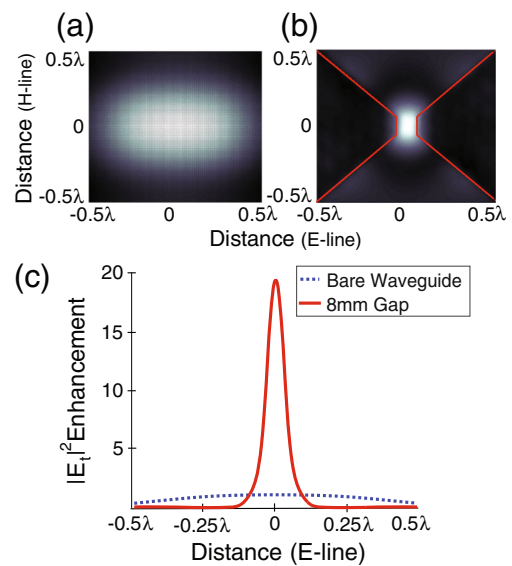 (a)
(b)
Distance (H-line)
0.5λ
0
-0.5λ
-0.5λ 0 0.5λ
0.5λ
0
-0.5λ
-0.5λ 0 0.5λ
Distance (E-line)
(c)
|Eₜ|² Enhancement
20
15
10
5
Bare Waveguide
8mm Gap
-0.5λ -0.25λ 0 0.25λ 0.5λ
Distance (E-line)